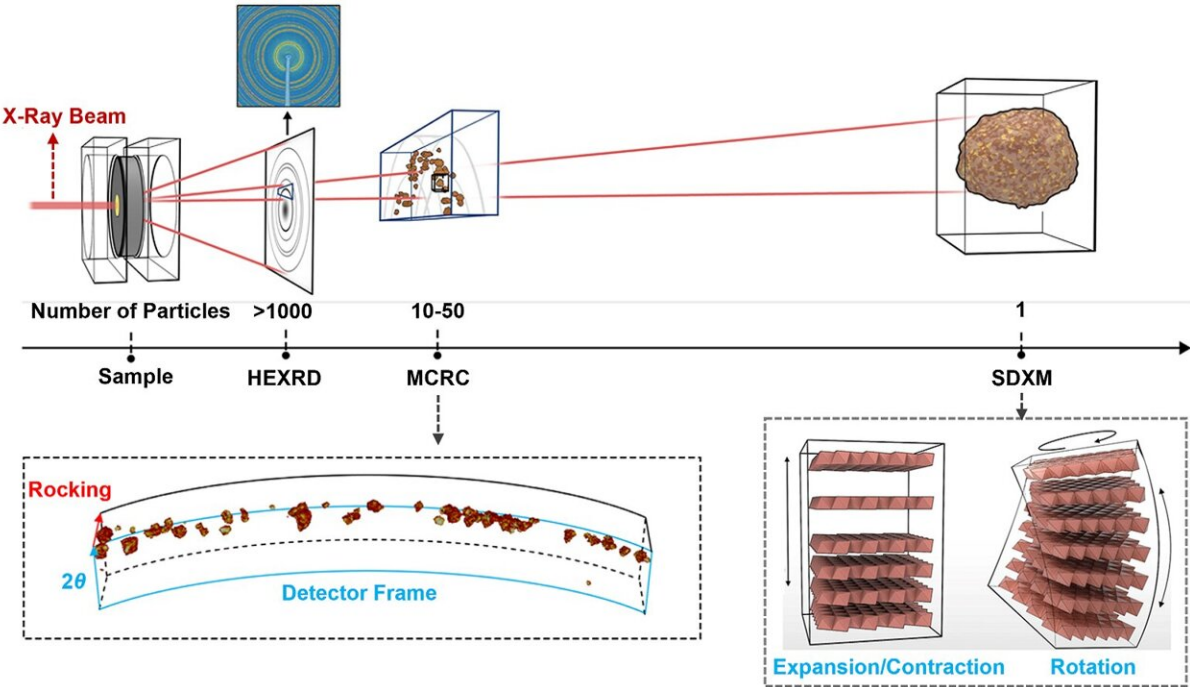 X-Ray Beam
Number of Particles >1000 10-50 1
Sample HEXRD MCRC SDXM
Rocking
2θ
Detector Frame
Expansion/Contraction Rotation